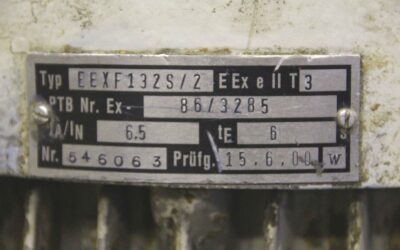 Typ EEXF132S/2 EEx e II T3
PTB Nr. Ex- 86/3285
IA/IN 6.5 tE 6 s
Nr. 546063 Prüfg. 15.6.00 W